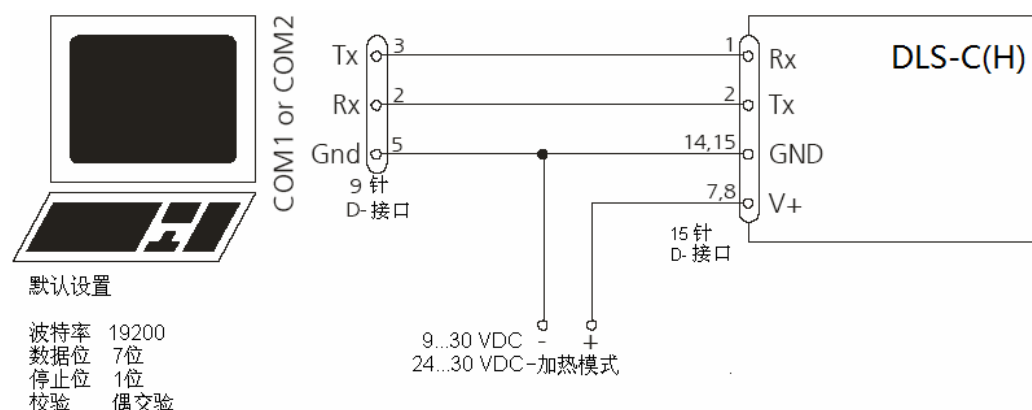 COM1 or COM2
Tx 3
Rx 2
Gnd 5
9 针
D- 接口
1 Rx
2 Tx
14,15 GND
7,8 V+
15 针
D- 接口
DLS-C(H)
9...30 VDC - +
24...30 VDC-加热模式
默认设置
波特率 19200
数据位 7位
停止位 1位
校验 偶交验